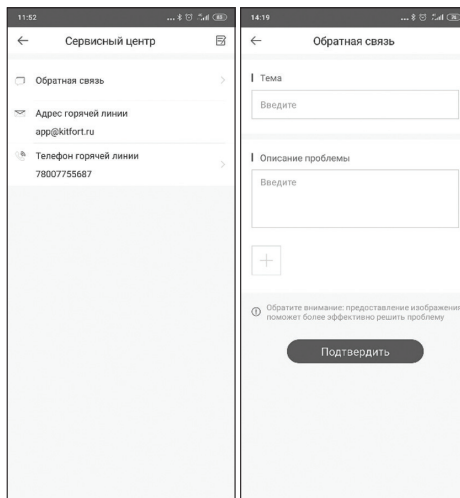 11:52
Сервисный центр
Обратная связь
Адрес горячей линии
app@kitfort.ru
Телефон горячей линии
78007755687
14:19
Обратная связь
Тема
Введите
Описание проблемы
Введите
Обратите внимание: предоставление изображения
поможет более эффективно решить проблему
Подтвердить